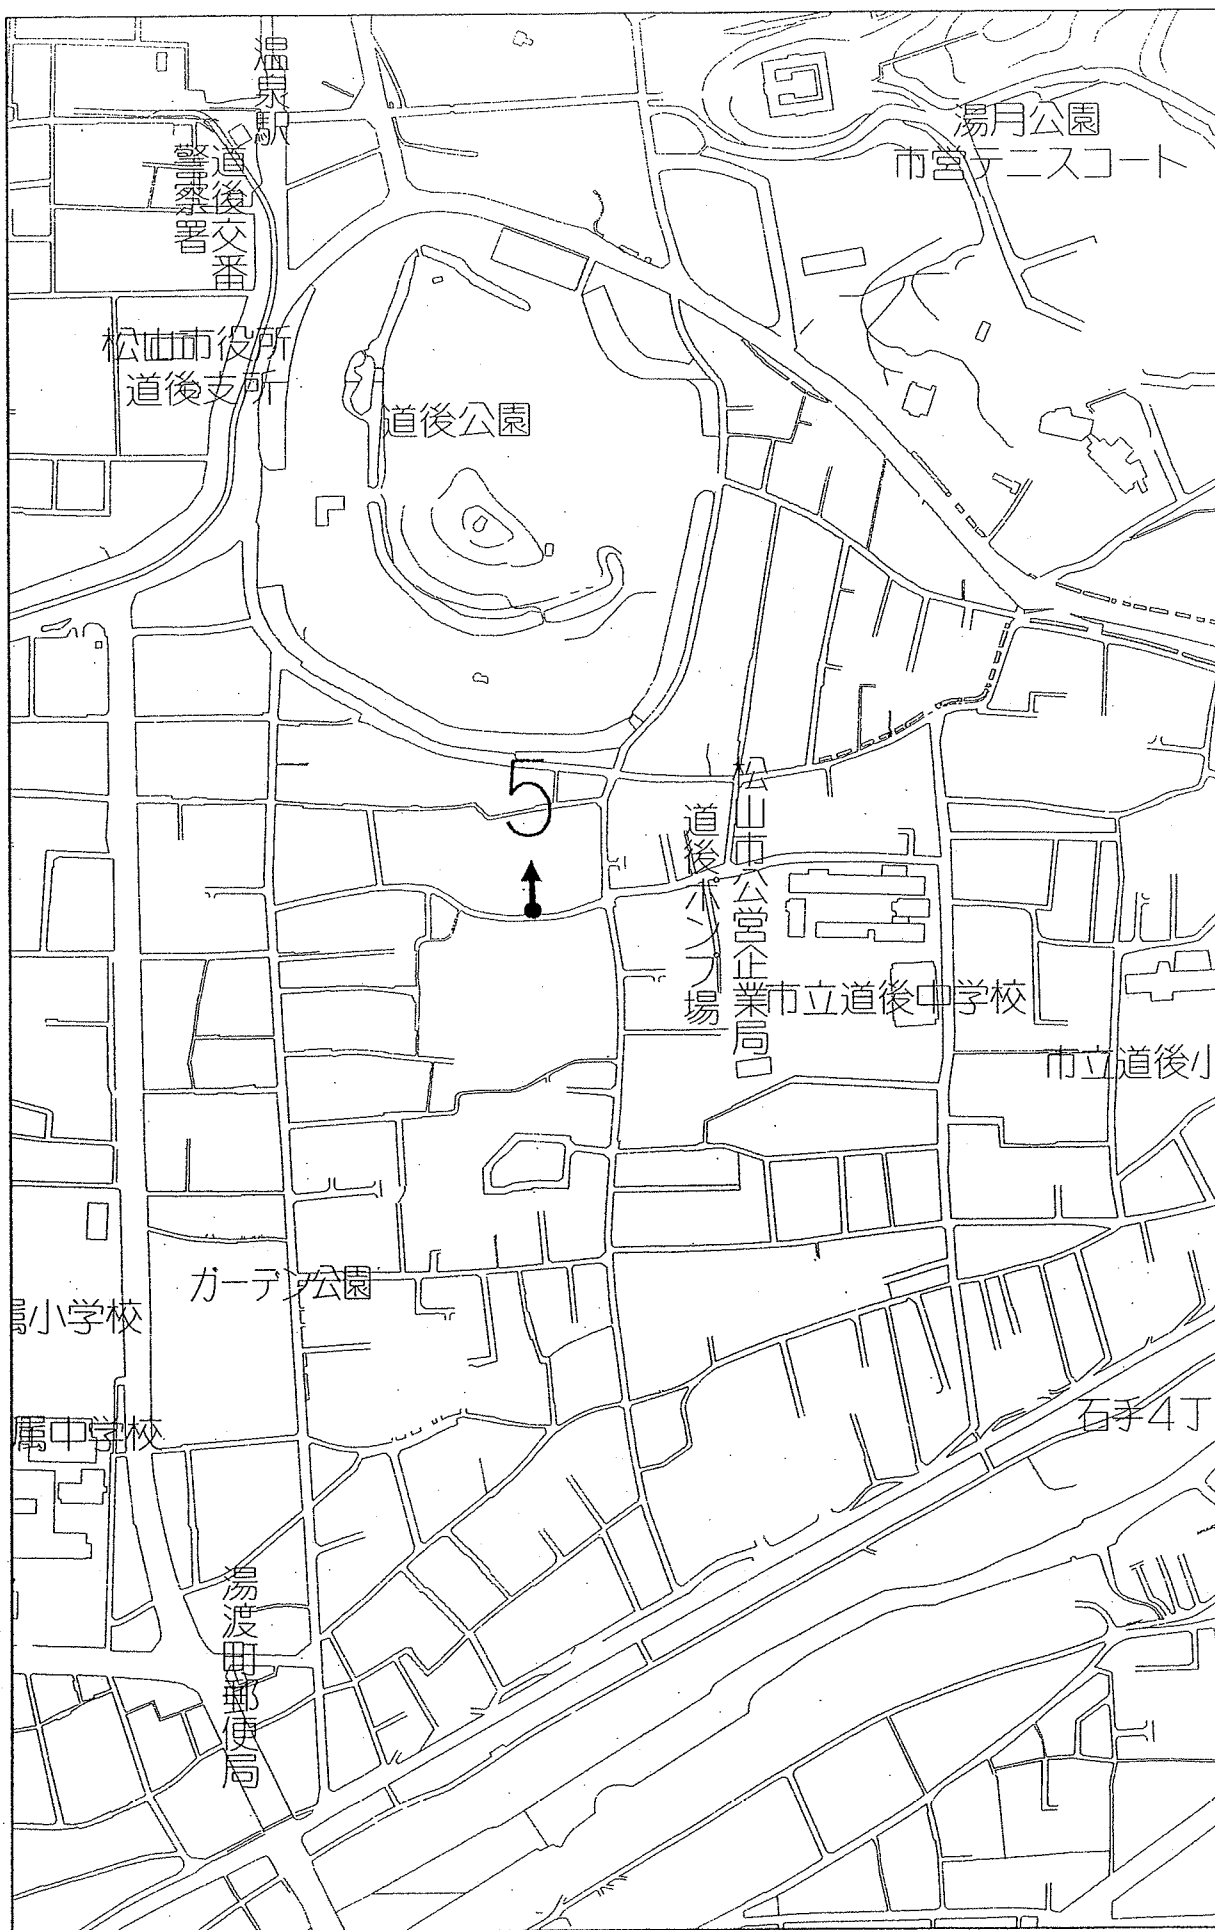 温泉駅
道後交番
警察署
湯月公園
市営テニスコート
松山市役所
道後支所
道後公園
5
松山市公営企業局
道後ポンプ場
市立道後中学校
市立道後小
ガーデン公園
属小学校
属中学校
石手4丁
湯渡町郵便局